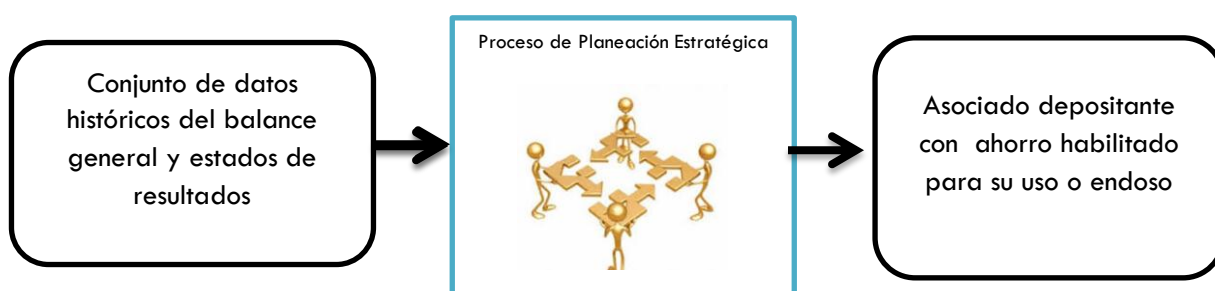 Conjunto de datos
históricos del balance
general y estados de
resultados
Proceso de Planeación Estratégica
Asociado depositante
con ahorro habilitado
para su uso o endoso